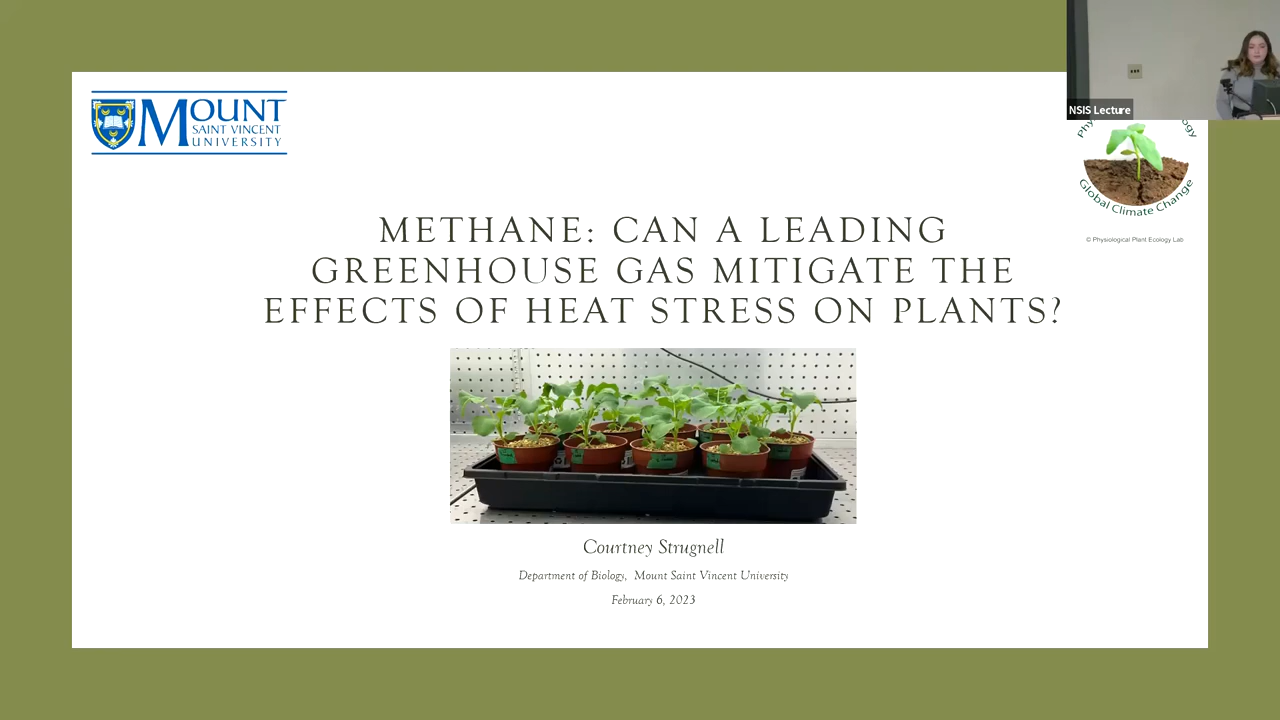 MOUNT
SAINT VINCENT
UNIVERSITY
NSIS Lecture
Global Climate Change
© Physiological Plant Ecology Lab
METHANE: CAN A LEADING
GREENHOUSE GAS MITIGATE THE
EFFECTS OF HEAT STRESS ON PLANTS?
Courtney Strugnell
Department of Biology, Mount Saint Vincent University
February 6, 2023